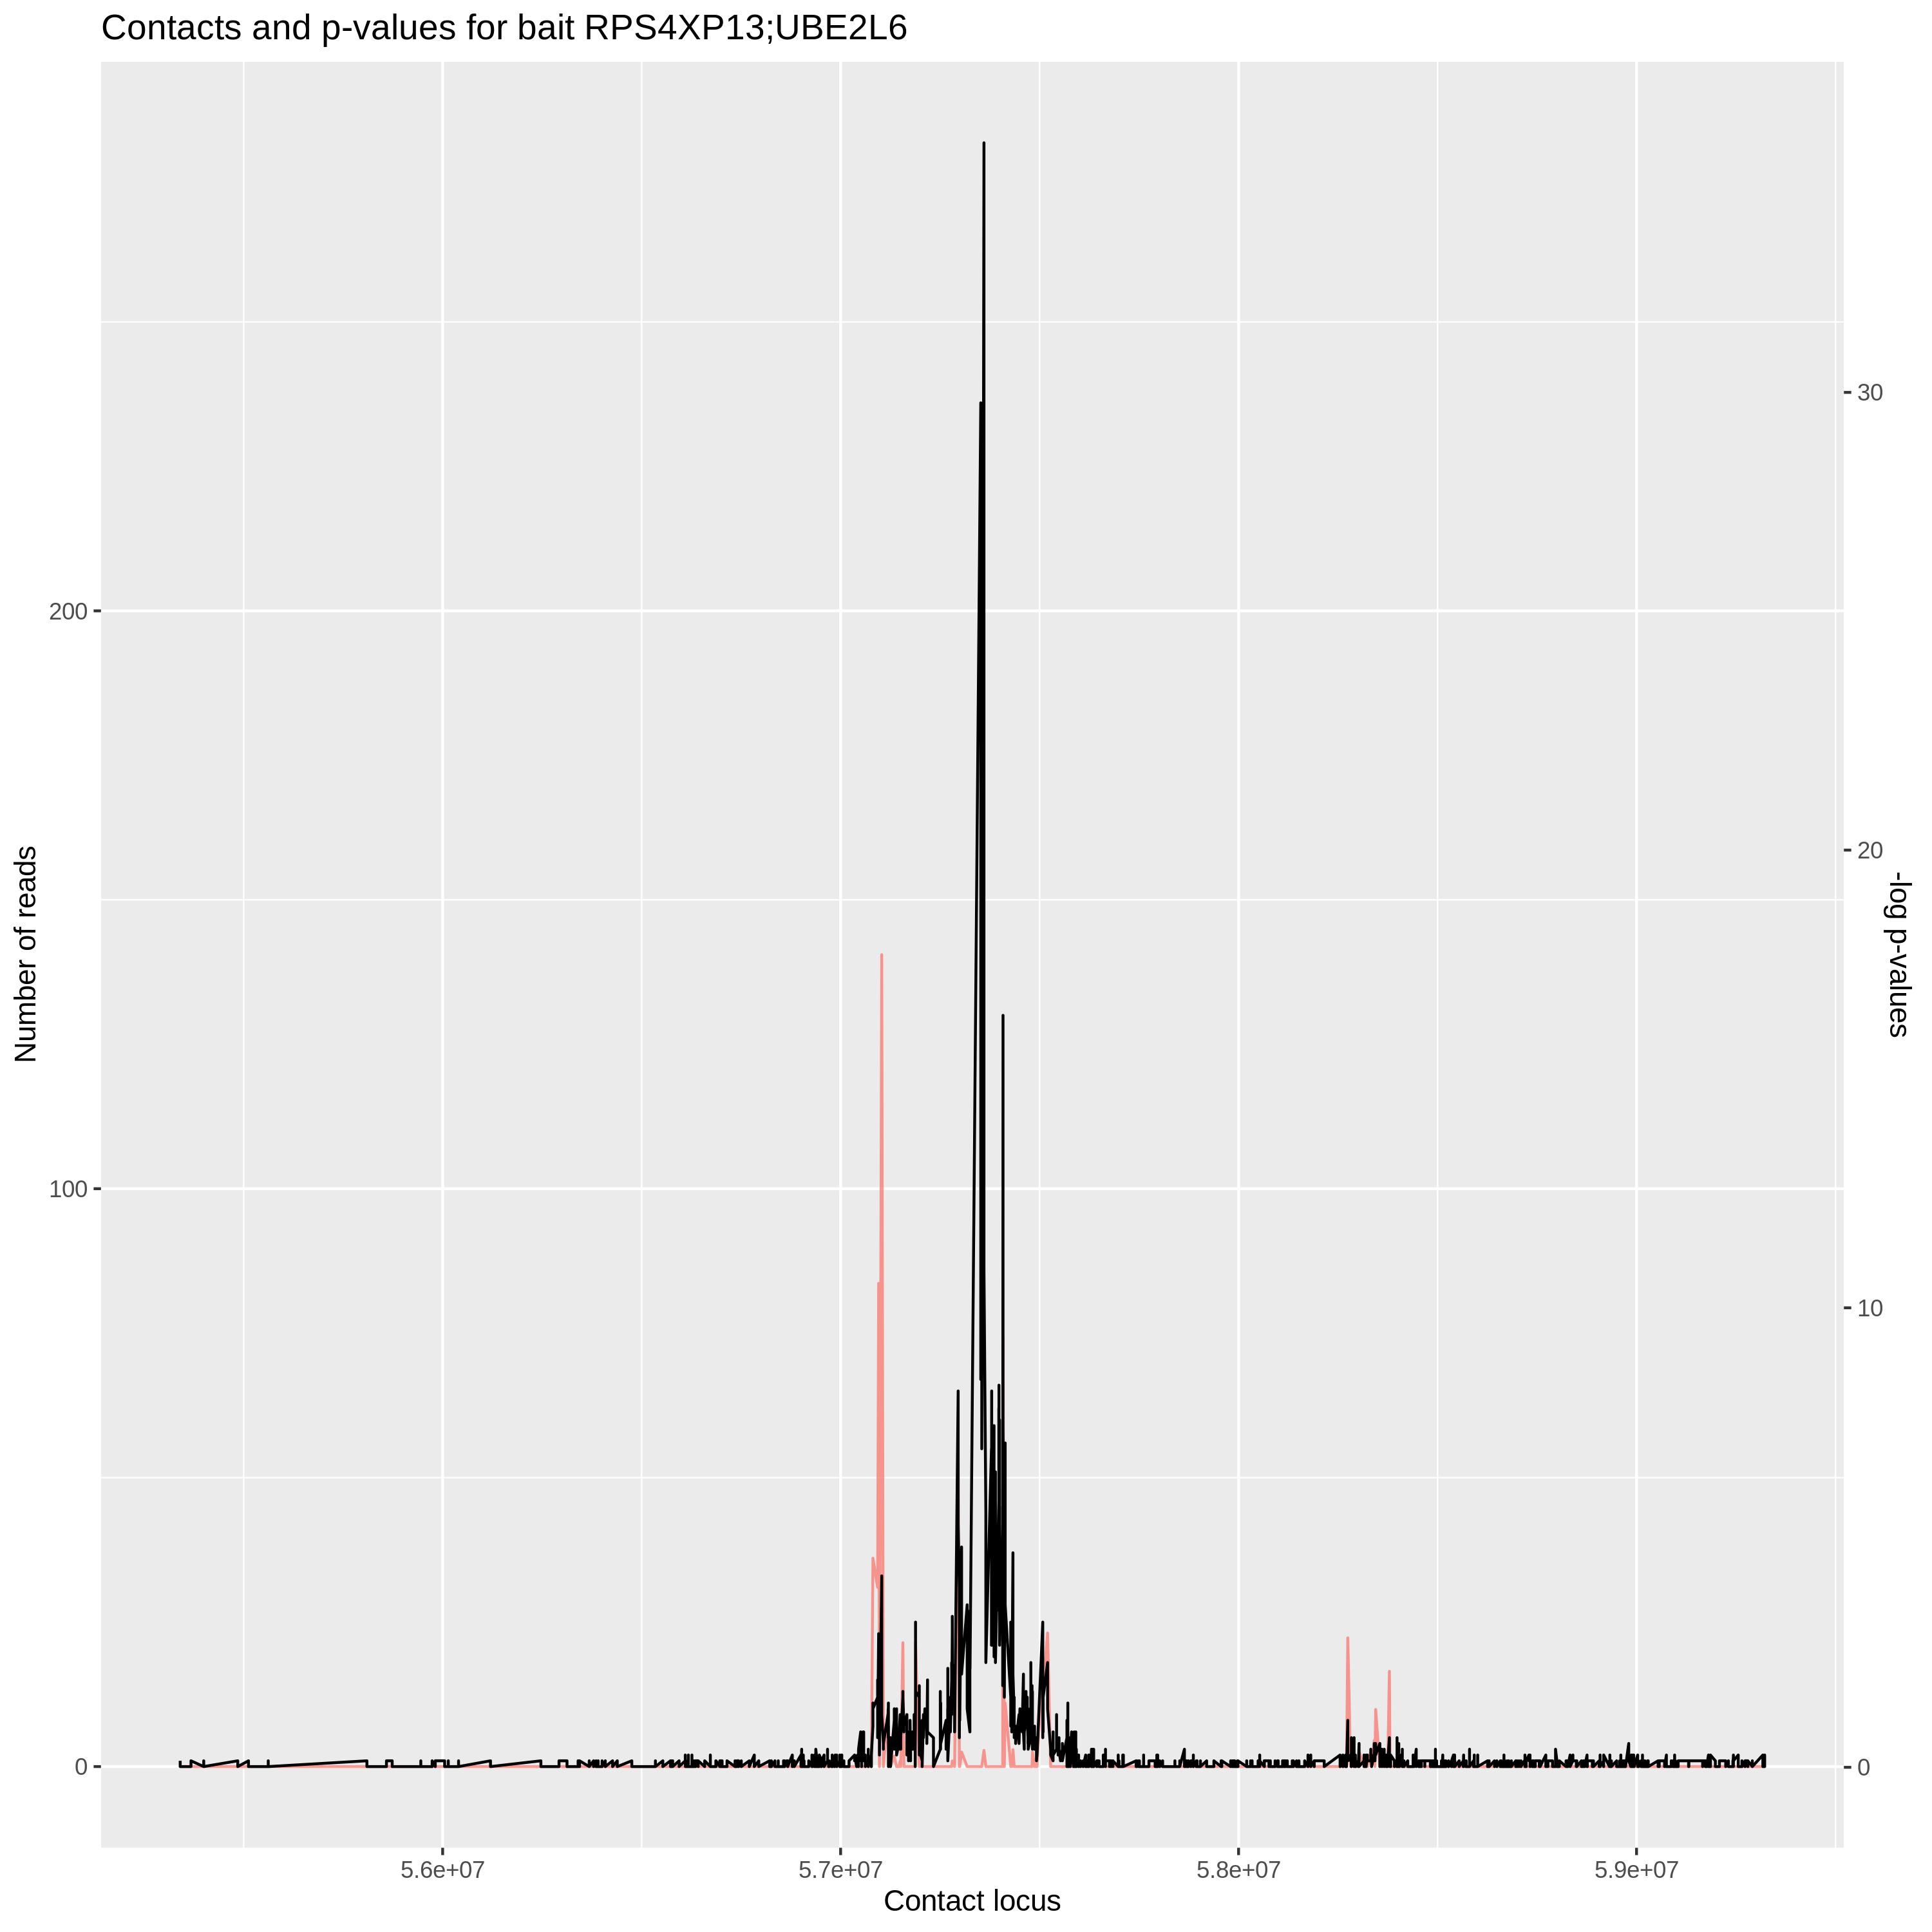 Contacts and p-values for bait RPS4XP13;UBE2L6
Number of reads
200
100
0
30
20
10
0
-log p-values
5.6e+07
5.7e+07
5.8e+07
5.9e+07
Contact locus